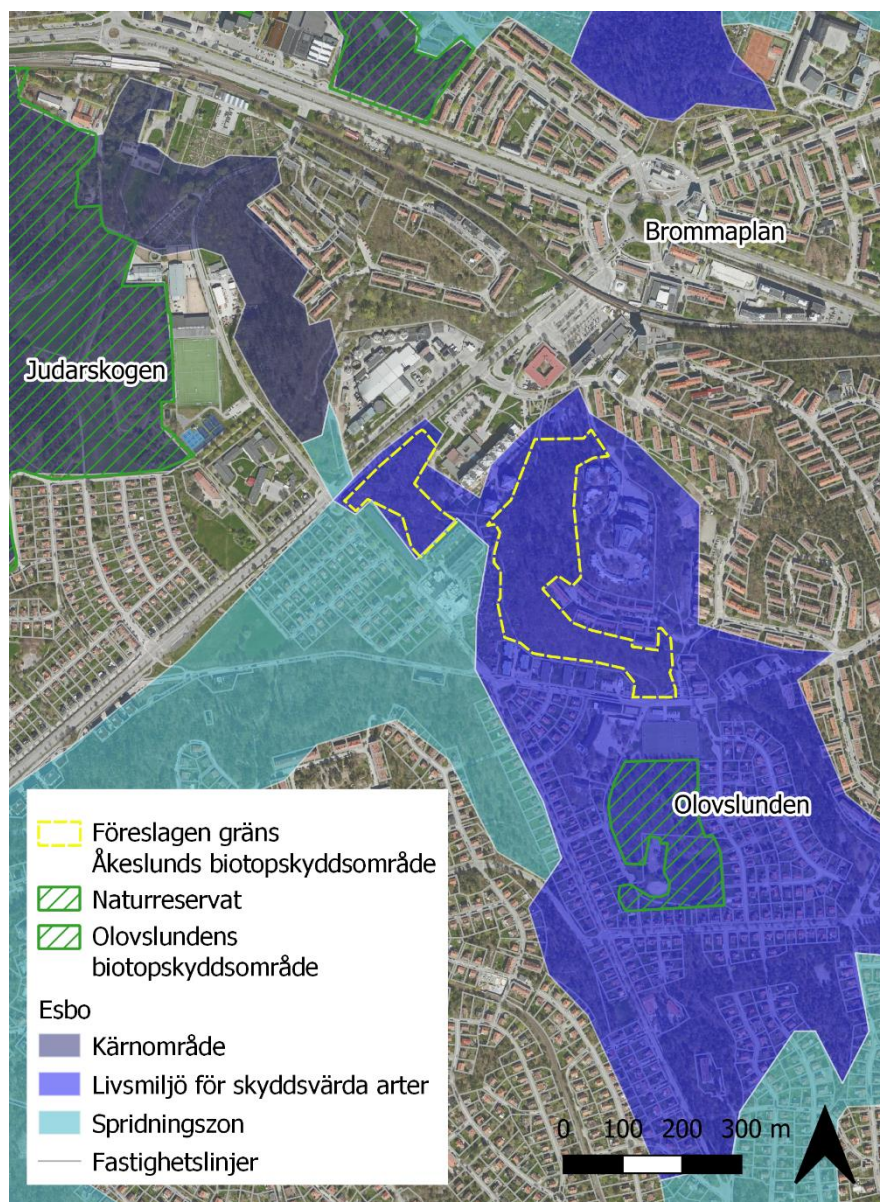 Brommaplan
Judarskogen
Olovslunden
Föreslagen gräns
Åkeslunds biotopskyddsområde
Naturreservat
Olovslundens
biotopskyddsområde
Esbo
Kärnområde
Livsmiljö för skyddsvärda arter
Spridningszon
Fastighetslinjer
0 100 200 300 m